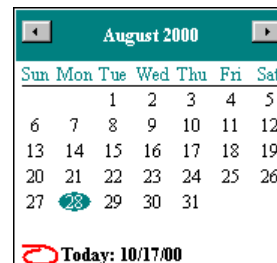 August 2000
Sun Mon Tue Wed Thu Fri Sat
1 2 3 4 5
6 7 8 9 10 11 12
13 14 15 16 17 18 19
20 21 22 23 24 25 26
27 28 29 30 31
Today: 10/17/00